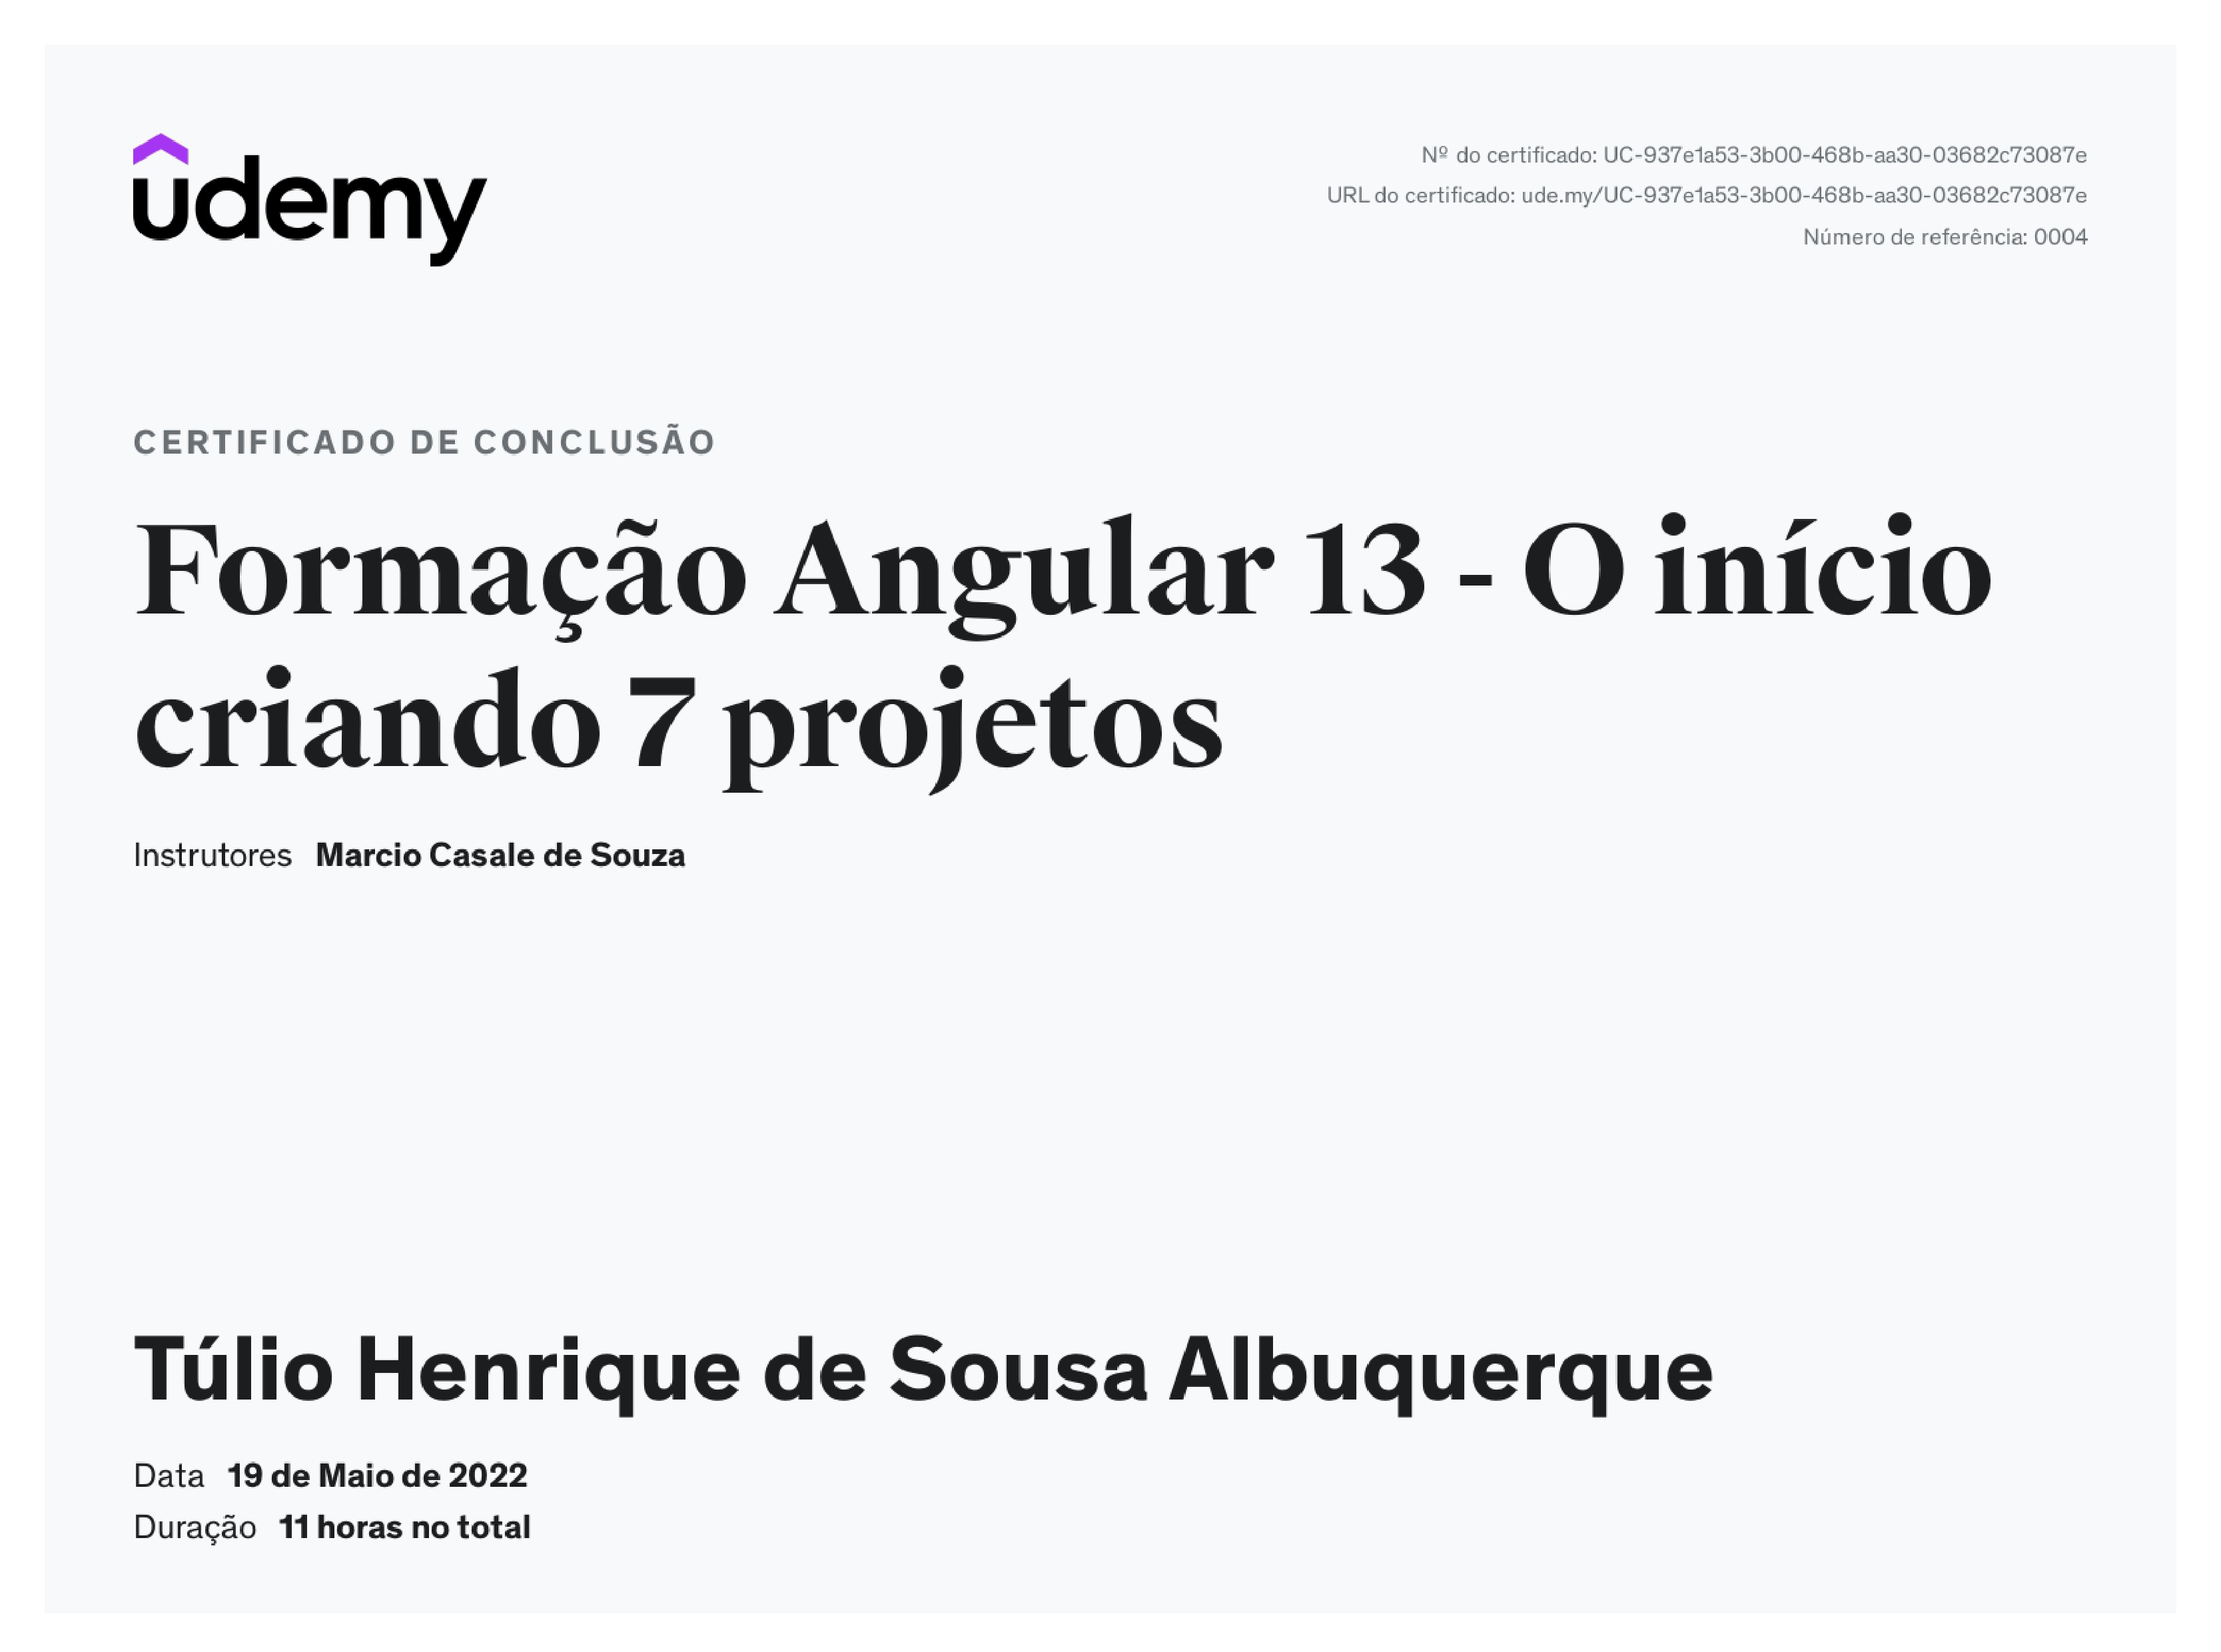 udemy
Nº do certificado: UC-937e1a53-3b00-468b-aa30-03682c73087e
URL do certificado: ude.my/UC-937e1a53-3b00-468b-aa30-03682c73087e
Número de referência: 0004
CERTIFICADO DE CONCLUSÃO
Formação Angular 13 - O início
criando 7 projetos
Instrutores Marcio Casale de Souza
Túlio Henrique de Sousa Albuquerque
Data 19 de Maio de 2022
Duração 11 horas no total